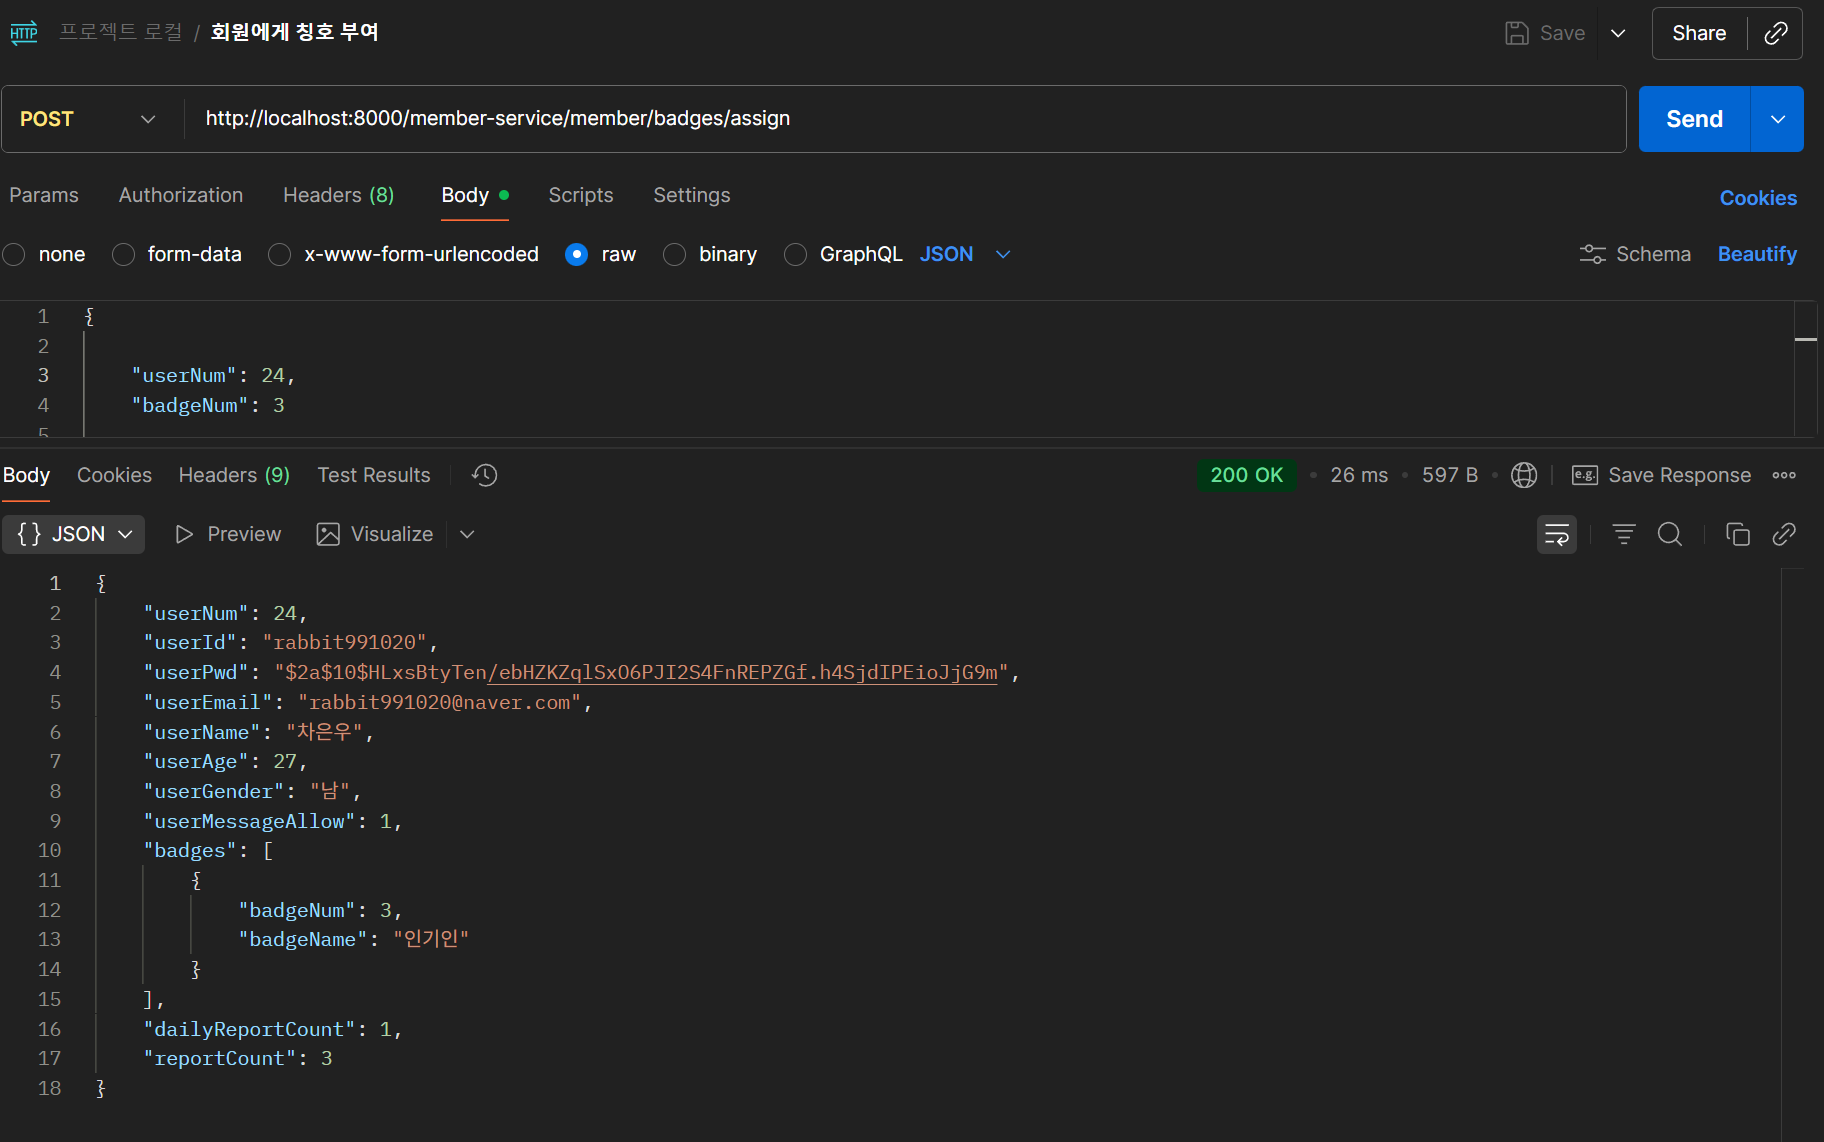 HTTP 프로젝트 로컬 / 회원에게 칭호 부여 Save Share
POST http://localhost:8000/member-service/member/badges/assign Send
Params Authorization Headers (8) Body Scripts Settings Cookies
none form-data x-www-form-urlencoded raw binary GraphQL JSON Schema Beautify
1 {
2
3 "userNum": 24,
4 "badgeNum": 3
5
Body Cookies Headers (9) Test Results 200 OK • 26 ms • 597 B • e.g. Save Response
{} JSON Preview Visualize
1 {
2 "userNum": 24,
3 "userId": "rabbit991020",
4 "userPwd": "$2a$10$HLxsBtyTen/ebHZKZqlSxO6PJI2S4FnREPZGf.h4SjdIPEioJjG9m",
5 "userEmail": "rabbit991020@naver.com",
6 "userName": "차은우",
7 "userAge": 27,
8 "userGender": "남",
9 "userMessageAllow": 1,
10 "badges": [
11 {
12 "badgeNum": 3,
13 "badgeName": "인기인"
14 }
15 ],
16 "dailyReportCount": 1,
17 "reportCount": 3
18 }